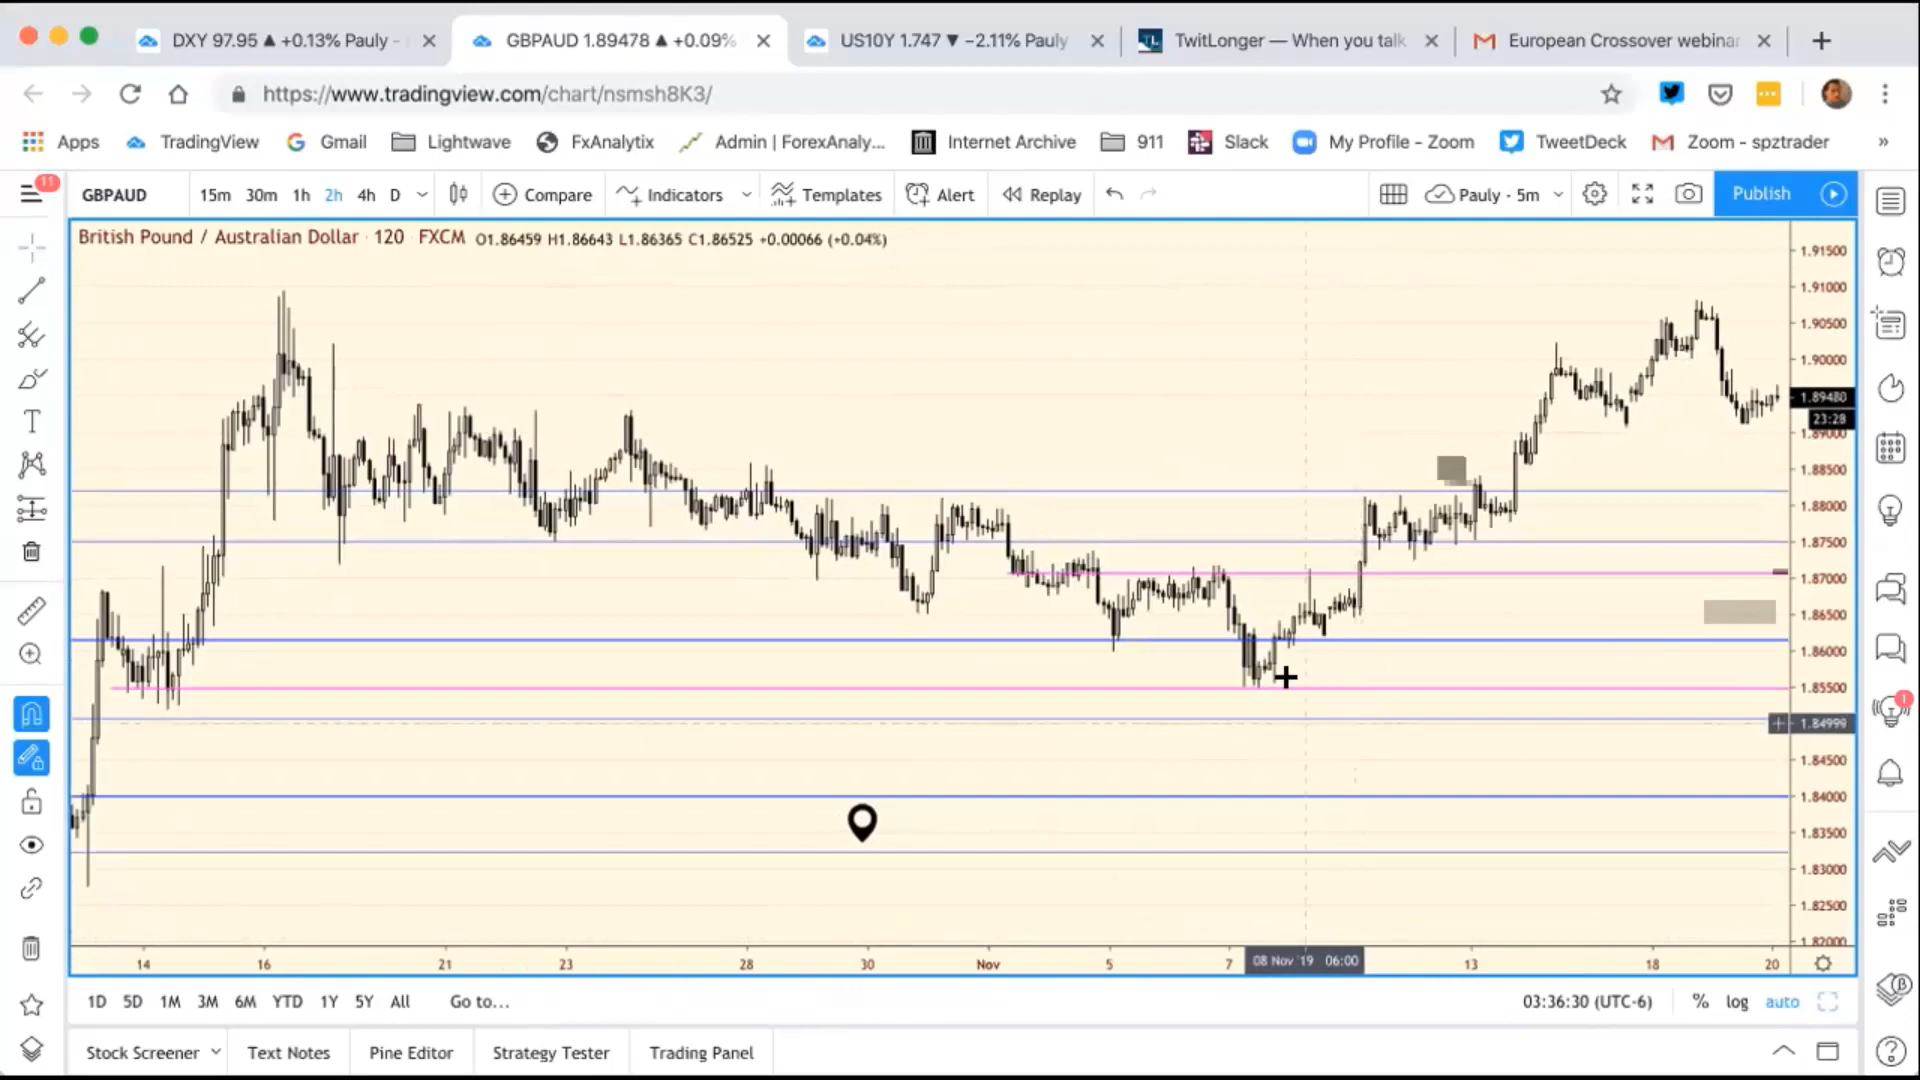 DXY 97.95 ▲ +0.13% Pauly -
GBPAUD 1.89478 ▲ +0.09%
US10Y 1.747 ▼ −2.11% Pauly
TL
TwitLonger — When you talk
European Crossover webinar
https://www.tradingview.com/chart/nsmsh8K3/
Apps TradingView Gmail Lightwave FxAnalytix Admin | ForexAnaly... Internet Archive 911 Slack My Profile - Zoom TweetDeck Zoom - spztrader »
11
GBPAUD 15m 30m 1h 2h 4h D Compare Indicators Templates Alert Replay Pauly - 5m Publish
British Pound / Australian Dollar · 120 · FXCM O1.86459 H1.86643 L1.86365 C1.86525 +0.00066 (+0.04%)
1.91500
1.91000
1.90500
1.90000
1.89480
23:28
1.89000
1.88500
1.88000
1.87500
1.87000
1.86500
1.86000
1.85500
1
1.84999
1.84500
1.84000
1.83500
1.83000
1.82500
1.82000
14 16 21 23 28 30 Nov 5 7 08 Nov '19 06:00 13 18 20
1D 5D 1M 3M 6M YTD 1Y 5Y All Go to... 03:36:30 (UTC-6) % log auto
Stock Screener Text Notes Pine Editor Strategy Tester Trading Panel